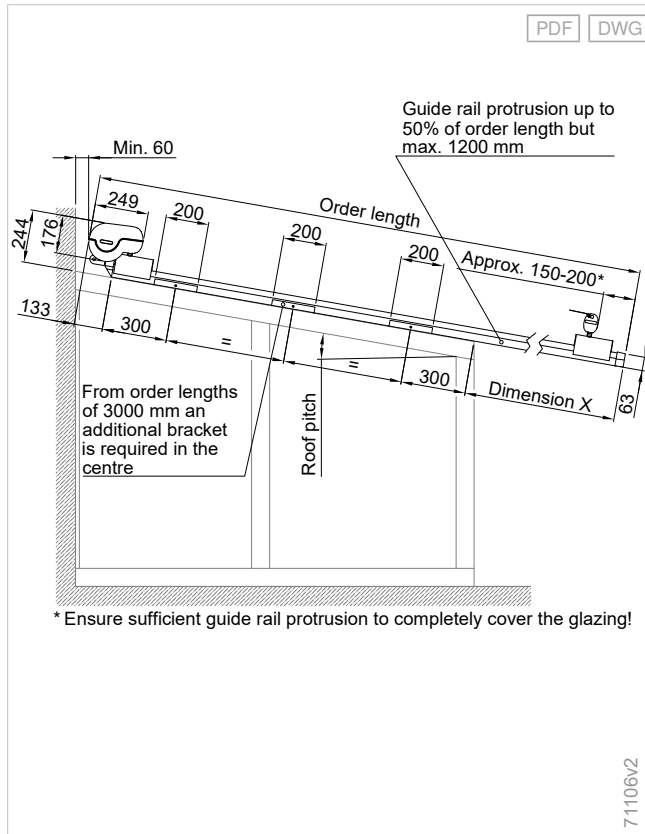 PDF DWG
Guide rail protrusion up to
50% of order length but
max. 1200 mm
Min. 60
Order length
249
200
200
200
244
176
Approx. 150-200*
133
300
=
=
300
Dimension X
63
From order lengths
of 3000 mm an
additional bracket
is required in the
centre
Roof pitch
* Ensure sufficient guide rail protrusion to completely cover the glazing!
71106v2